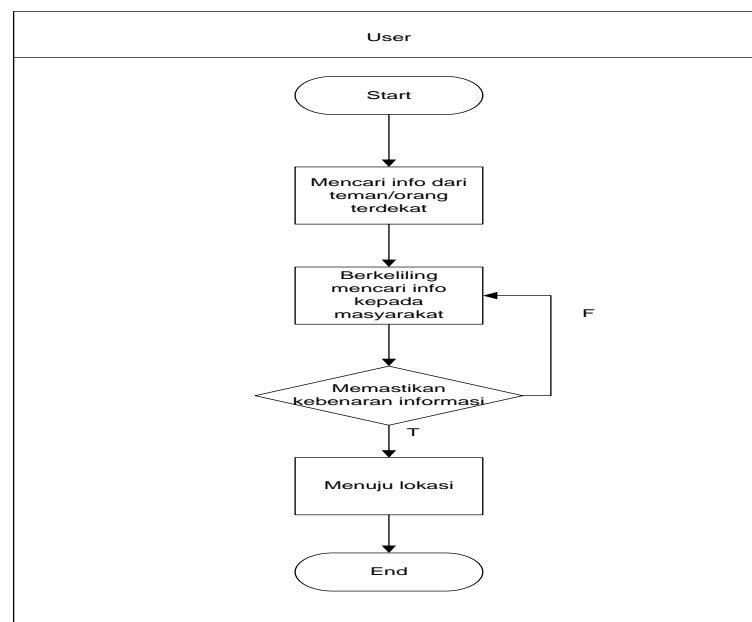 User
Start
Mencari info dari
teman/orang
terdekat
Berkeliling
mencari info
kepada
masyarakat
F
Memastikan
kebenaran informasi
T
Menuju lokasi
End